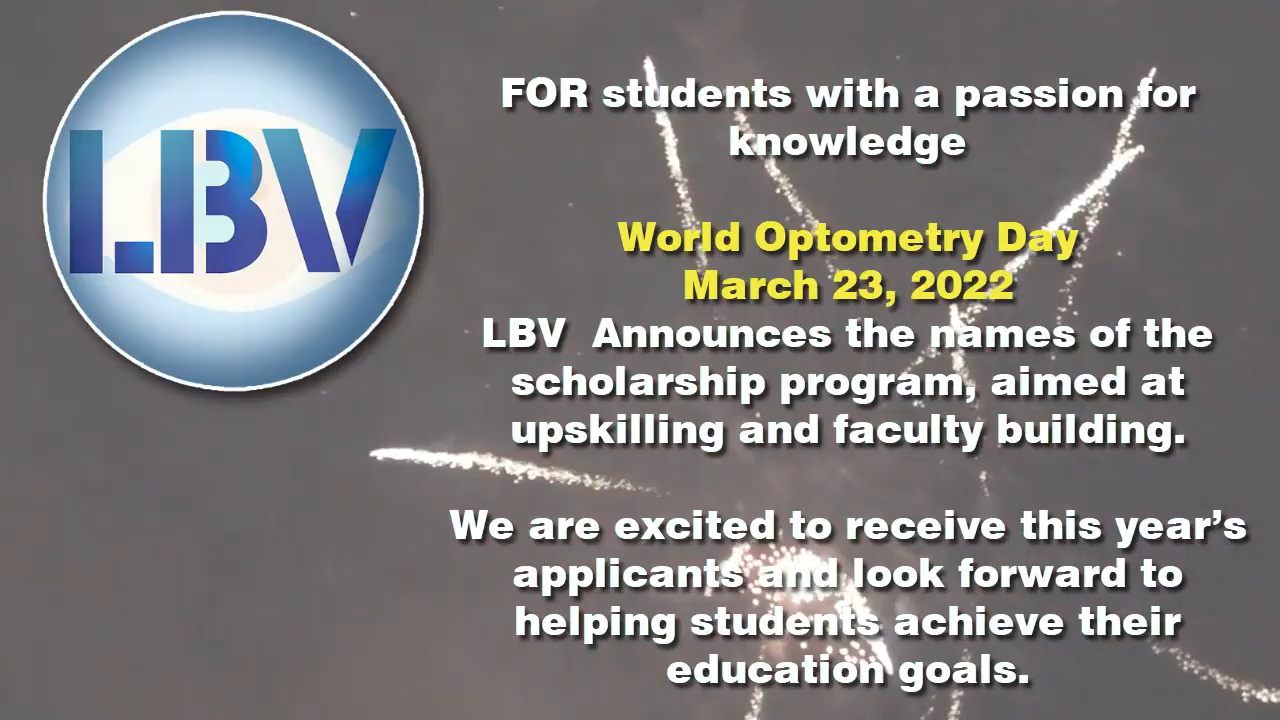 LBV
FOR students with a passion for
knowledge
World Optometry Day
March 23, 2022
LBV Announces the names of the
scholarship program, aimed at
upskilling and faculty building.
We are excited to receive this year’s
applicants and look forward to
helping students achieve their
education goals.